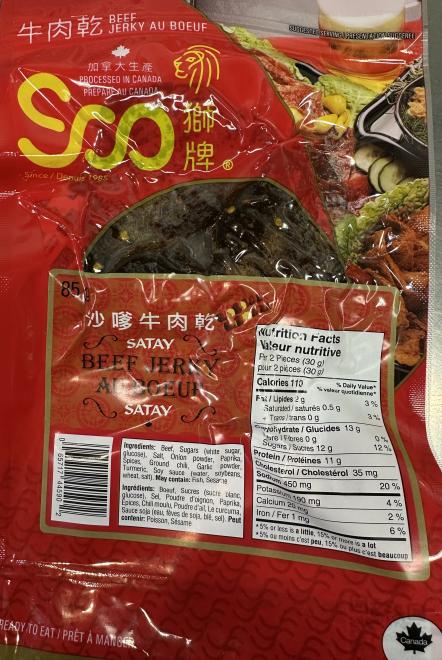 牛肉乾 BEEF
JERKY AU BOEUF
SUGGESTED SERVING / PRÉSENTATION SUGGÉRÉE
加拿大生產
PROCESSED IN CANADA
PRÉPARÉ AU CANADA
Soo
獅牌®
Since / Depuis 1985
85g
沙嗲牛肉乾
SATAY
BEEF JERKY
AU BOEUF
SATAY
Nutrition Facts
Valeur nutritive
Per 2 Pieces (30 g)
pour 2 pièces (30 g)
Calories 110
% Daily Value*
% valeur quotidienne*
Fat / Lipides 2 g 3 %
Saturated / saturés 0.5 g
+ Trans / trans 0 g 3 %
Carbohydrate / Glucides 13 g
Fibre / Fibres 0 g 0 %
Sugars / Sucres 12 g 12 %
Protein / Protéines 11 g
Cholesterol / Cholestérol 35 mg
Sodium 450 mg 20 %
Potassium 190 mg 4 %
Calcium 20 mg 2 %
Iron / Fer 1 mg 6 %
*5% or less is a little, 15% or more is a lot
*5% ou moins c'est peu, 15% ou plus c'est beaucoup
Ingredients: Beef, Sugars (white sugar,
glucose), Salt, Onion powder, Paprika,
Spices, Ground chili, Garlic powder,
Turmeric, Soy sauce (water, soybeans,
wheat, salt). May contain: Fish, Sesame
Ingrédients: Boeuf, Sucres (sucre blanc,
glucose), Sel, Poudre d'oignon, Paprika,
Épices, Chili moulu, Poudre d'ail, Le curcuma,
Sauce soja (eau, fèves de soja, blé, sel). Peut
contenir: Poisson, Sésame
READY TO EAT / PRÊT À MANGER
Canada